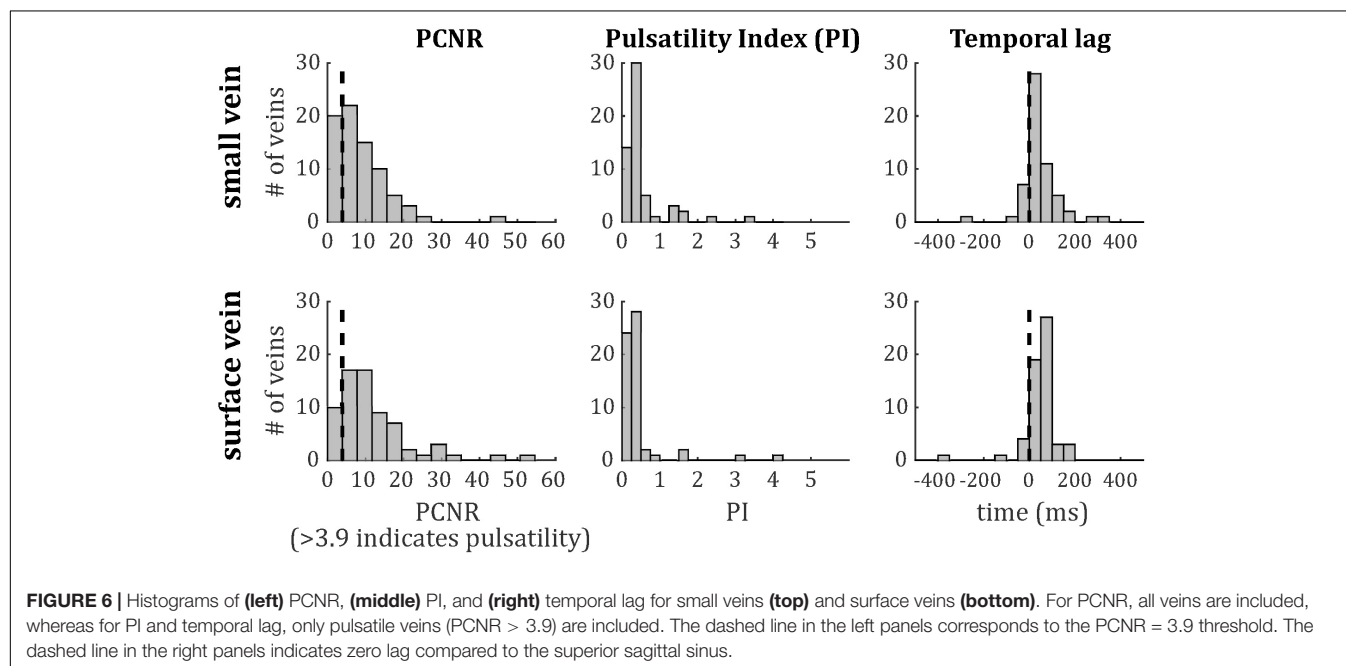 PCNR
Pulsatility Index (PI)
Temporal lag
small vein
# of veins
30
20
10
0
0 10 20 30 40 50 60
30
20
10
0
0 1 2 3 4 5
30
20
10
0
-400 -200 0 200 400
surface vein
# of veins
30
20
10
0
0 10 20 30 40 50 60
PCNR
(>3.9 indicates pulsatility)
30
20
10
0
0 1 2 3 4 5
PI
30
20
10
0
-400 -200 0 200 400
time (ms)
FIGURE 6 | Histograms of (left) PCNR, (middle) PI, and (right) temporal lag for small veins (top) and surface veins (bottom). For PCNR, all veins are included,
whereas for PI and temporal lag, only pulsatile veins (PCNR > 3.9) are included. The dashed line in the left panels corresponds to the PCNR = 3.9 threshold. The
dashed line in the right panels indicates zero lag compared to the superior sagittal sinus.